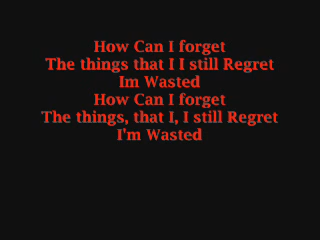 How Can I forget
The things that I I still Regret
Im Wasted
How Can I forget
The things, that I, I still Regret
I'm Wasted